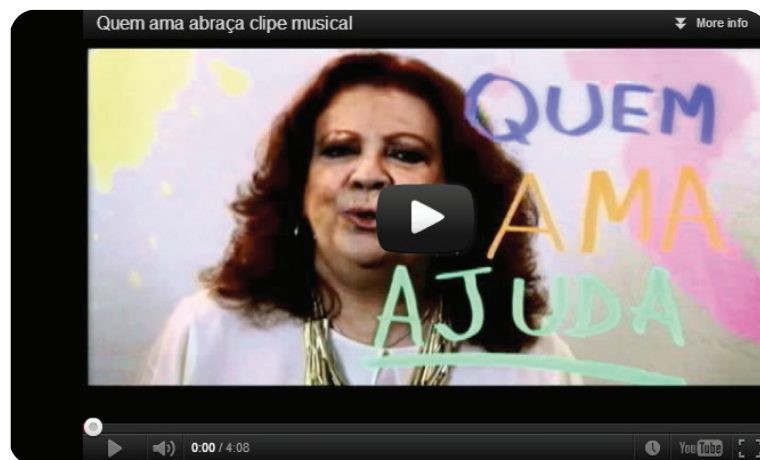 Quem ama abraça clipe musical
More info
QUEM
AMA
AJUDA
0:00 / 4:08
YouTube